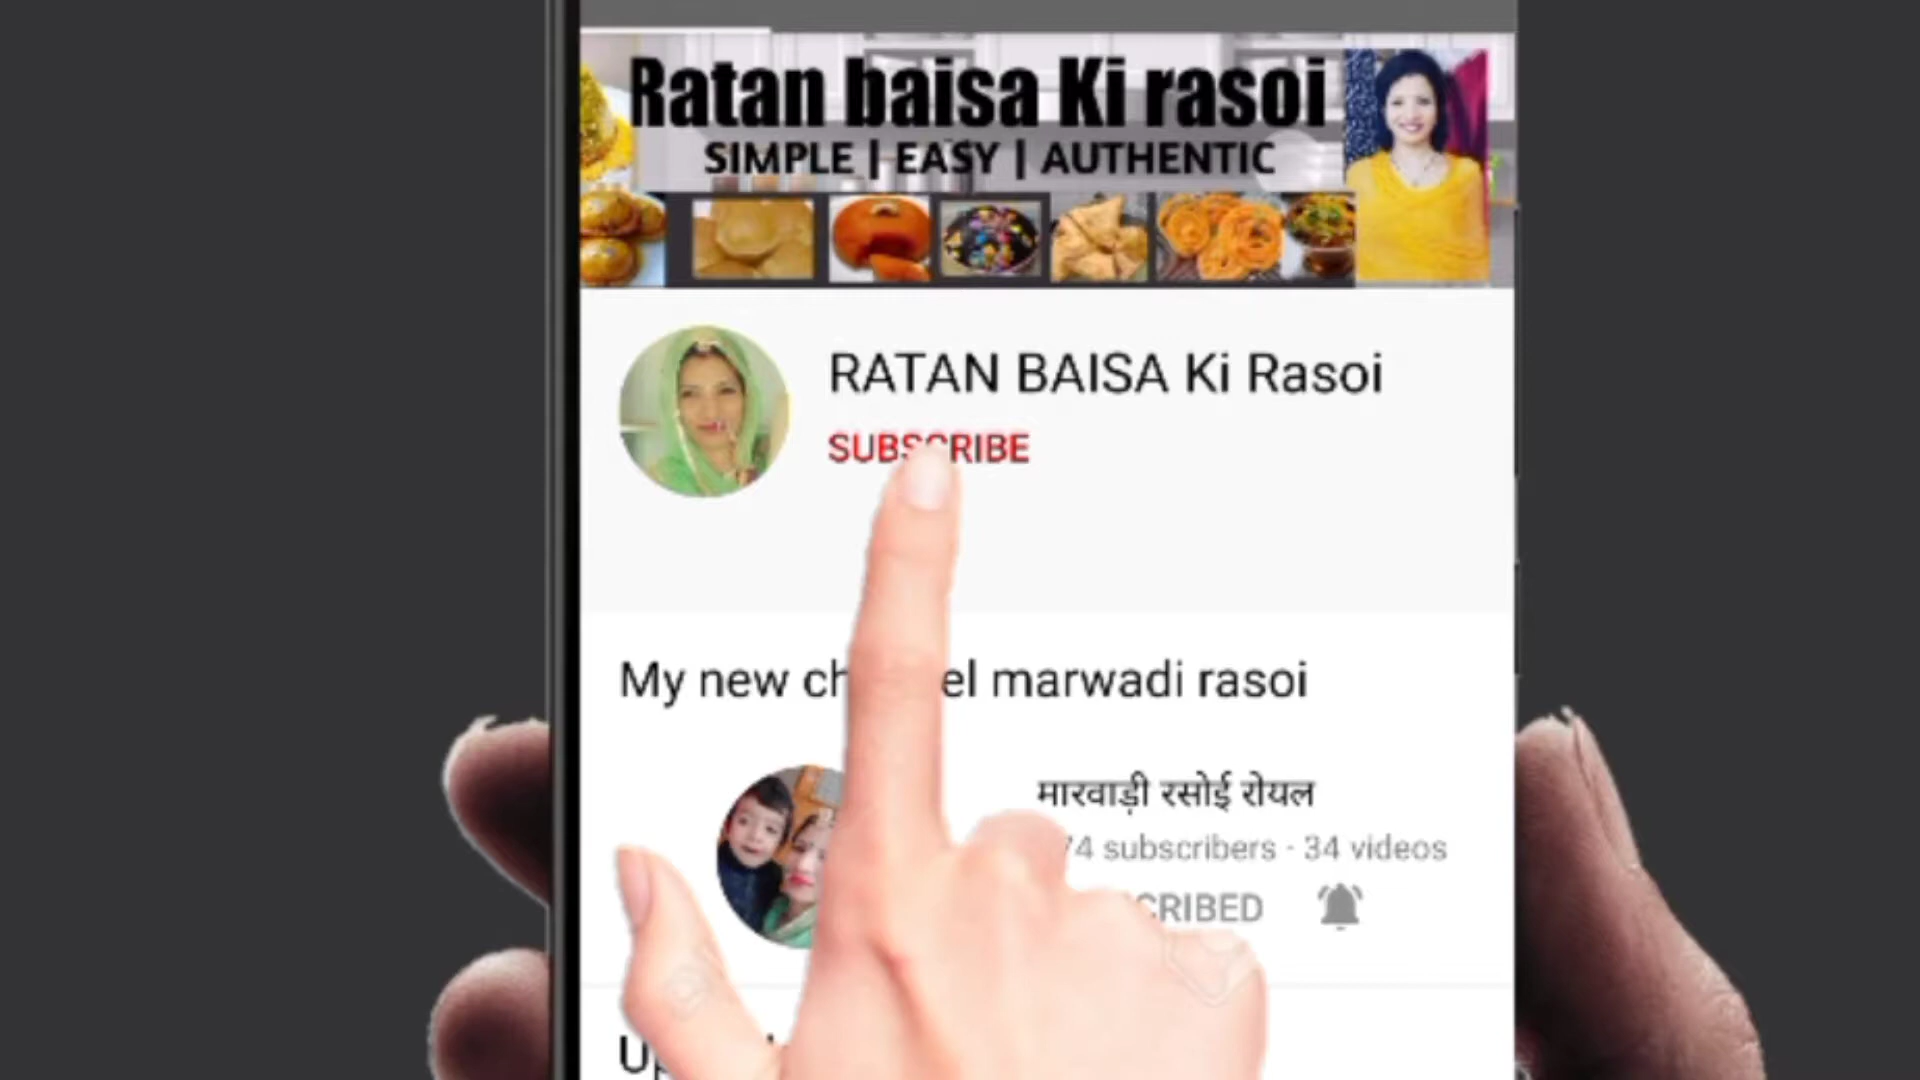 Ratan baisa Ki rasoi
SIMPLE | EASY | AUTHENTIC
RATAN BAISA Ki Rasoi
SUBSCRIBE
My new marwadi rasoi
मारवाड़ी रसोई रोयल
subscribers · 34 videos